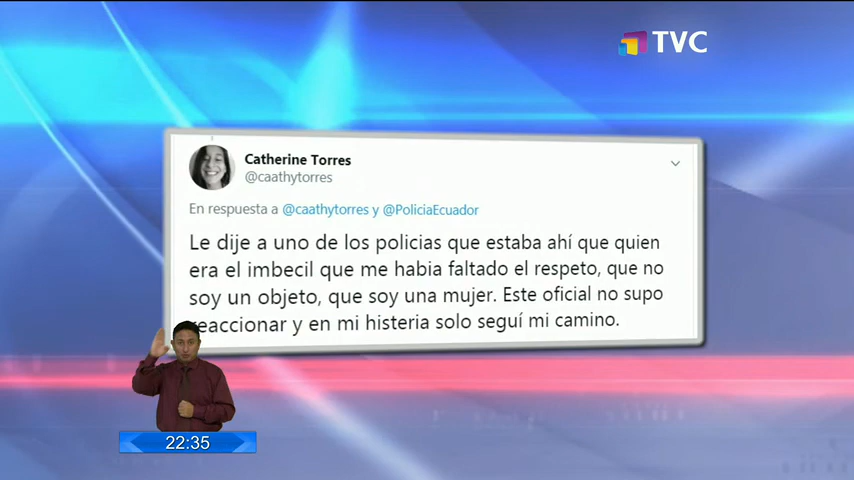 TVC
Catherine Torres
@caathytorres
En respuesta a @caathytorres y @PoliciaEcuador
Le dije a uno de los policias que estaba ahí que quien
era el imbecil que me habia faltado el respeto, que no
soy un objeto, que soy una mujer. Este oficial no supo
reaccionar y en mi histeria solo seguí mi camino.
22:35